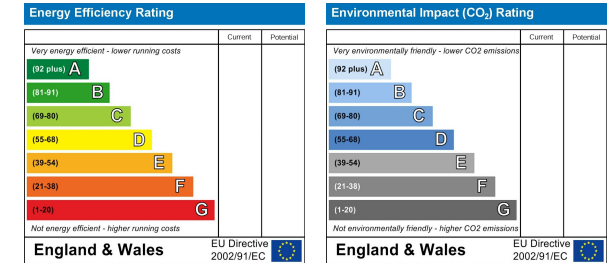 Energy Efficiency Rating
Current Potential
Very energy efficient - lower running costs
(92 plus) A
(81-91) B
(69-80) C
(55-68) D
(39-54) E
(21-38) F
(1-20) G
Not energy efficient - higher running costs
England & Wales
EU Directive
2002/91/EC
Environmental Impact (CO₂) Rating
Current Potential
Very environmentally friendly - lower CO2 emissions
(92 plus) A
(81-91) B
(69-80) C
(55-68) D
(39-54) E
(21-38) F
(1-20) G
Not environmentally friendly - higher CO2 emissions
England & Wales
EU Directive
2002/91/EC